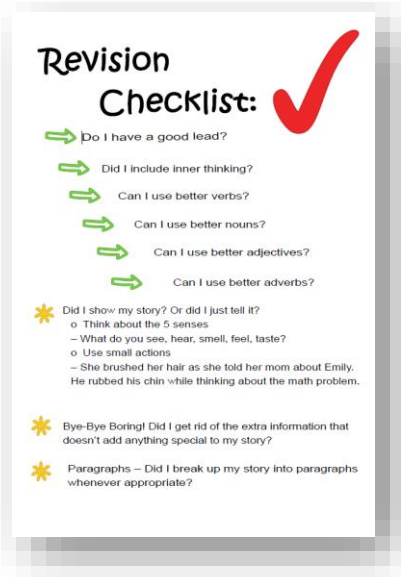 Revision
Checklist:
Do I have a good lead?
Did I include inner thinking?
Can I use better verbs?
Can I use better nouns?
Can I use better adjectives?
Can I use better adverbs?
Did I show my story? Or did I just tell it?
o Think about the 5 senses
– What do you see, hear, smell, feel, taste?
o Use small actions
– She brushed her hair as she told her mom about Emily.
He rubbed his chin while thinking about the math problem.
Bye-Bye Boring! Did I get rid of the extra information that
doesn't add anything special to my story?
Paragraphs – Did I break up my story into paragraphs
whenever appropriate?